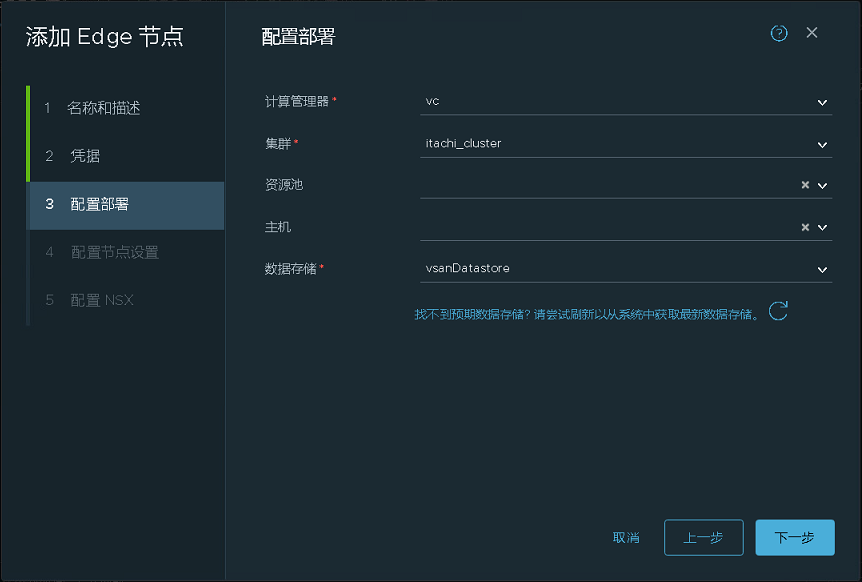 添加 Edge 节点
1 名称和描述
2 凭据
3 配置部署
4 配置节点设置
5 配置 NSX
配置部署
计算管理器* vc
集群* itachi_cluster
资源池
主机
数据存储* vsanDatastore
找不到预期数据存储? 请尝试刷新以从系统中获取最新数据存储。
取消 上一步 下一步